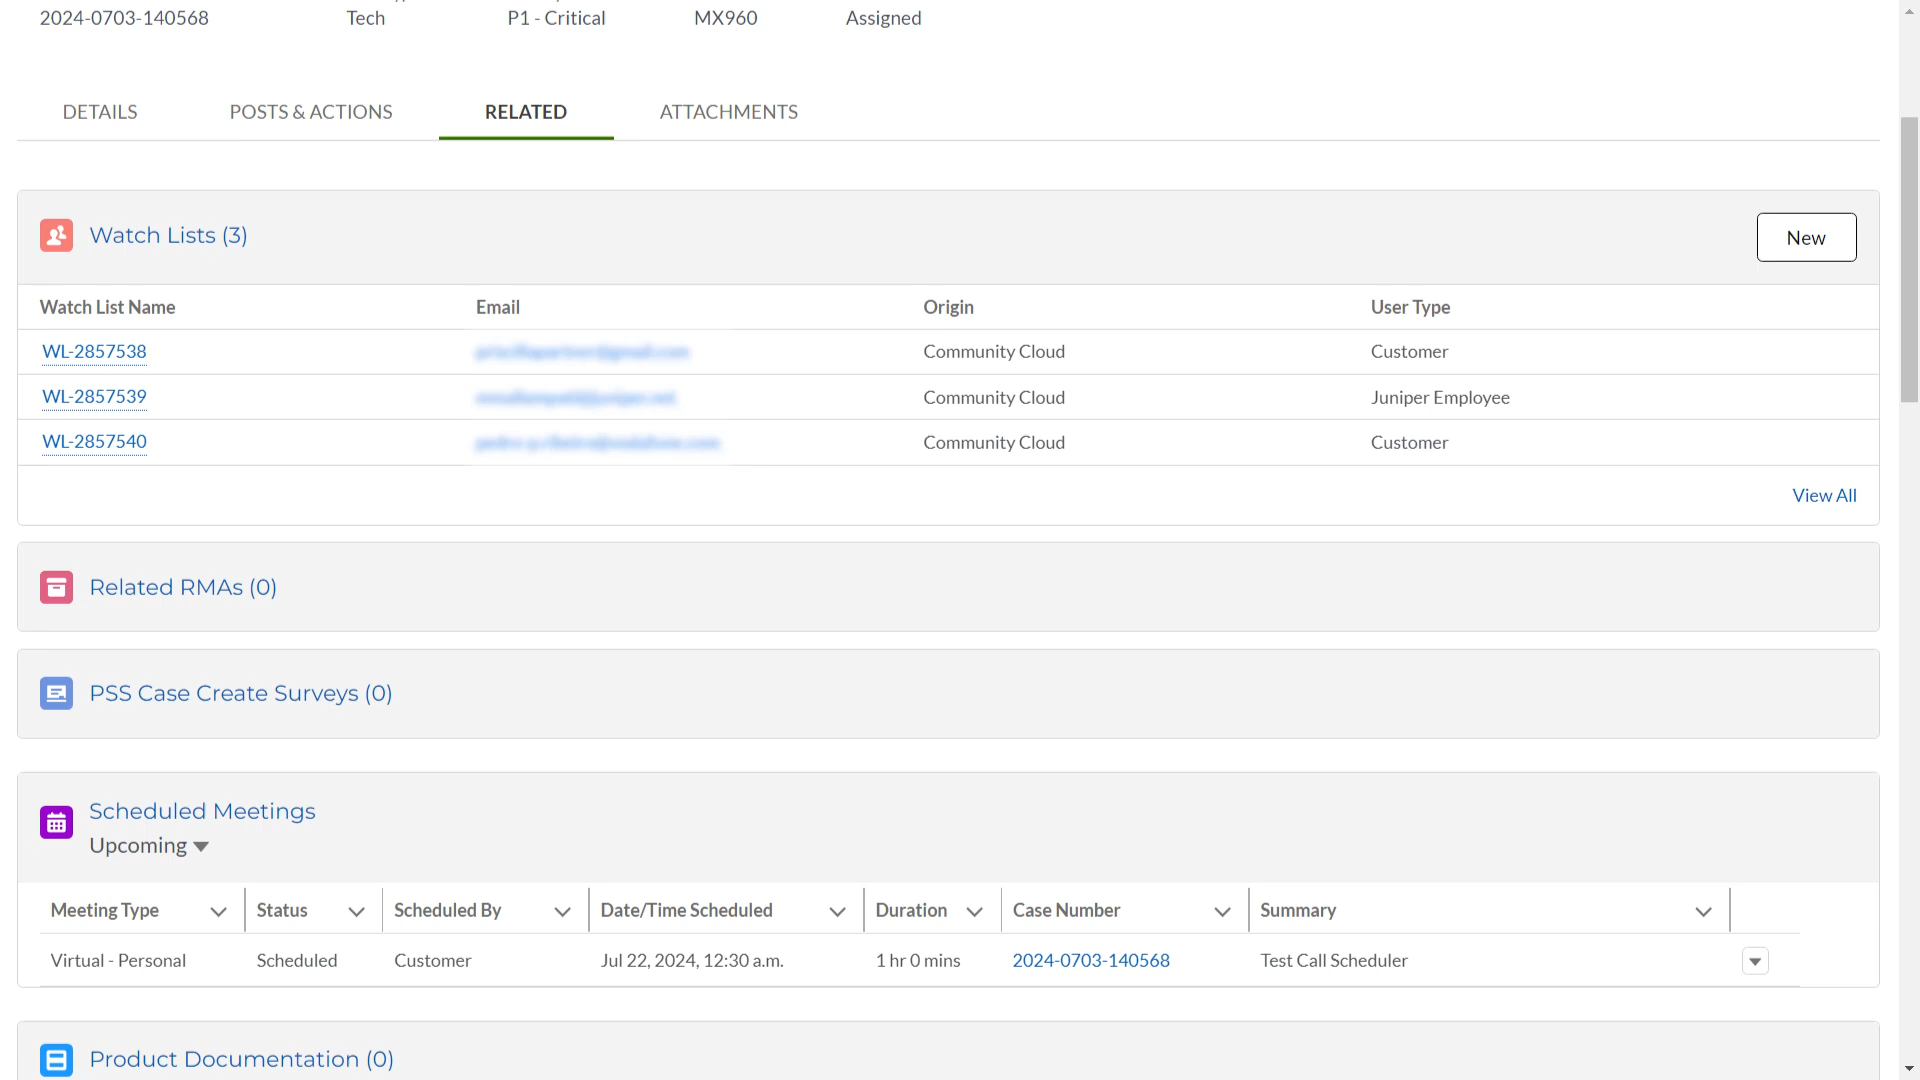 2024-0703-140568 Tech P1 - Critical MX960 Assigned
DETAILS POSTS & ACTIONS RELATED ATTACHMENTS
Watch Lists (3) New
Watch List Name Email Origin User Type
WL-2857538 Community Cloud Customer
WL-2857539 Community Cloud Juniper Employee
WL-2857540 Community Cloud Customer
View All
Related RMAs (0)
PSS Case Create Surveys (0)
Scheduled Meetings
Upcoming
Meeting Type Status Scheduled By Date/Time Scheduled Duration Case Number Summary
Virtual - Personal Scheduled Customer Jul 22, 2024, 12:30 a.m. 1 hr 0 mins 2024-0703-140568 Test Call Scheduler
Product Documentation (0)